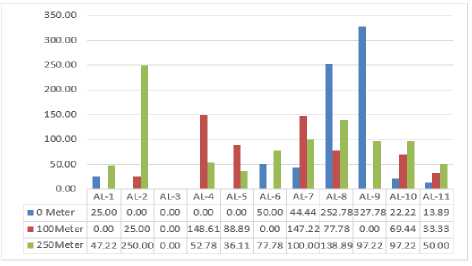 350.00
300.00
250.00
200.00
150.00
100.00
50.00
0.00
AL-1 AL-2 AL-3 AL-4 AL-5 AL-6 AL-7 AL-8 AL-9 AL-10 AL-11
0 Meter 25.00 0.00 0.00 0.00 0.00 50.00 44.44 252.78 327.78 22.22 13.89
100Meter 0.00 25.00 0.00 148.61 88.89 0.00 147.22 77.78 0.00 69.44 33.33
250Meter 47.22 250.00 0.00 52.78 36.11 77.78 100.00 138.89 97.22 97.22 50.00